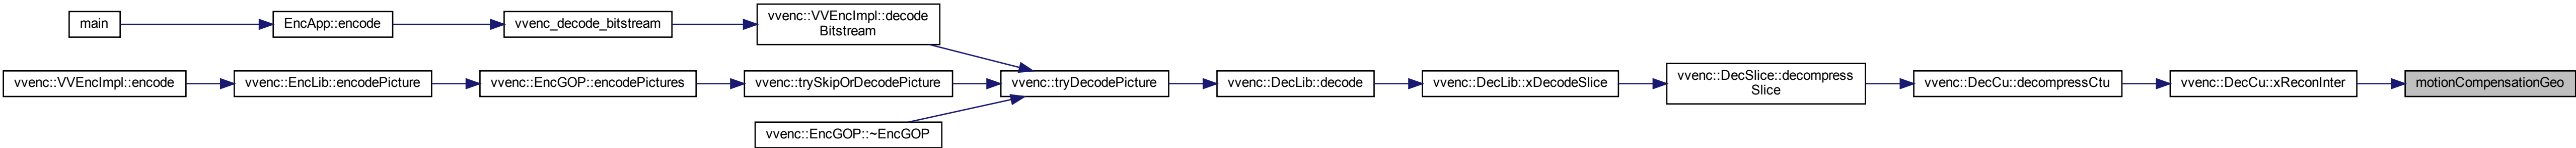 main
EncApp::encode
vvenc_decode_bitstream
vvenc::VVEncImpl::decode
Bitstream
vvenc::VVEncImpl::encode
vvenc::EncLib::encodePicture
vvenc::EncGOP::encodePictures
vvenc::trySkipOrDecodePicture
vvenc::tryDecodePicture
vvenc::DecLib::decode
vvenc::DecLib::xDecodeSlice
vvenc::DecSlice::decompress
Slice
vvenc::DecCu::decompressCtu
vvenc::DecCu::xReconInter
motionCompensationGeo
vvenc::EncGOP::~EncGOP